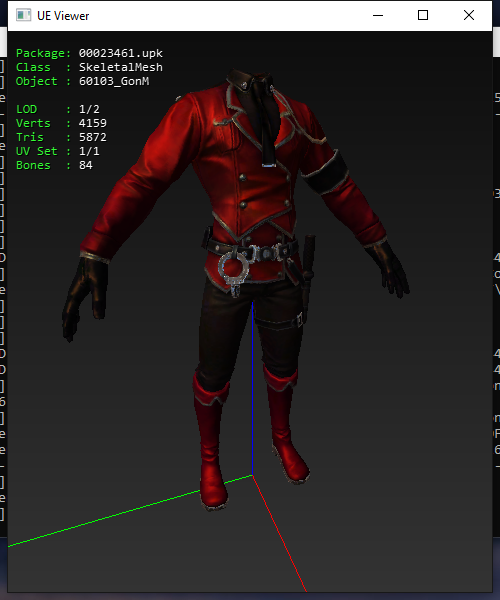 UE Viewer
Package: 00023461.upk
Class : SkeletalMesh
Object : 60103_GonM
LOD : 1/2
Verts : 4159
Tris : 5872
UV Set : 1/1
Bones : 84